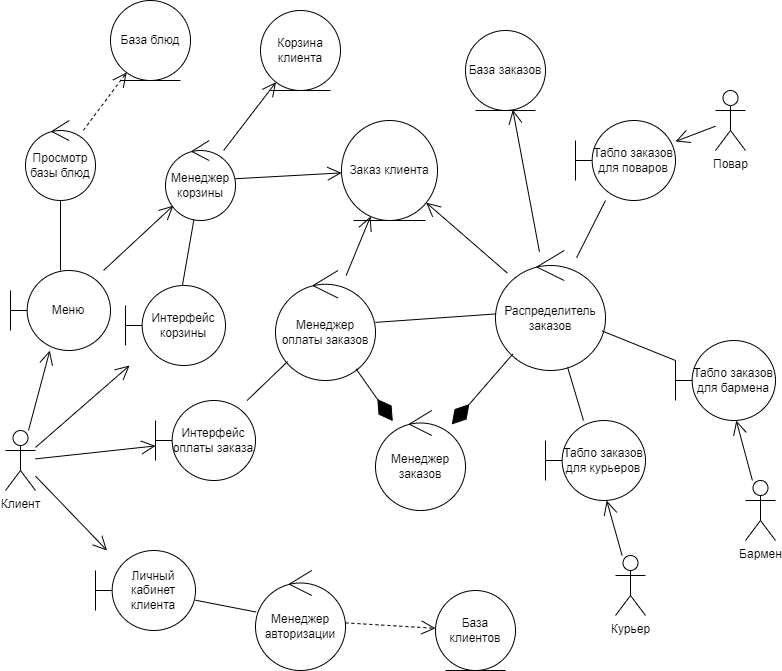 База блюд
Корзина
клиента
База заказов
Просмотр
базы блюд
Менеджер
корзины
Заказ клиента
Табло заказов
для поваров
Повар
Меню
Интерфейс
корзины
Менеджер
оплаты заказов
Распределитель
заказов
Табло заказов
для бармена
Интерфейс
оплаты заказа
Менеджер
заказов
Табло заказов
для курьеров
Клиент
Бармен
Личный
кабинет
клиента
Менеджер
авторизации
База
клиентов
Курьер